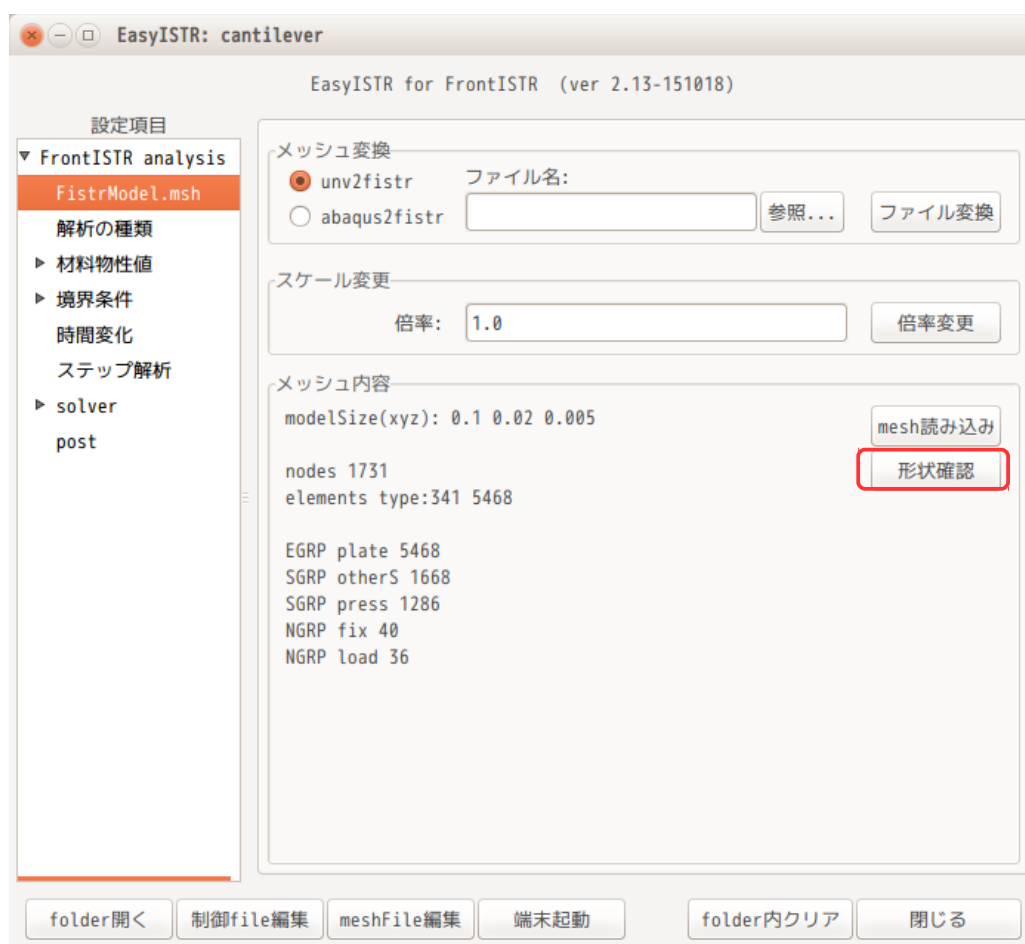 EasyISTR: cantilever
EasyISTR for FrontISTR (ver 2.13-151018)
設定項目
FrontISTR analysis
FistrModel.msh
解析の種類
材料物性値
境界条件
時間変化
ステップ解析
solver
post
メッシュ変換
unv2fistr
ファイル名:
abaqus2fistr
参照...
ファイル変換
スケール変更
倍率:
1.0
倍率変更
メッシュ内容
modelSize(xyz): 0.1 0.02 0.005
mesh読み込み
形状確認
nodes 1731
elements type:341 5468
EGRP plate 5468
SGRP otherS 1668
SGRP press 1286
NGRP fix 40
NGRP load 36
folder開く
制御file編集
meshFile編集
端末起動
folder内クリア
閉じる